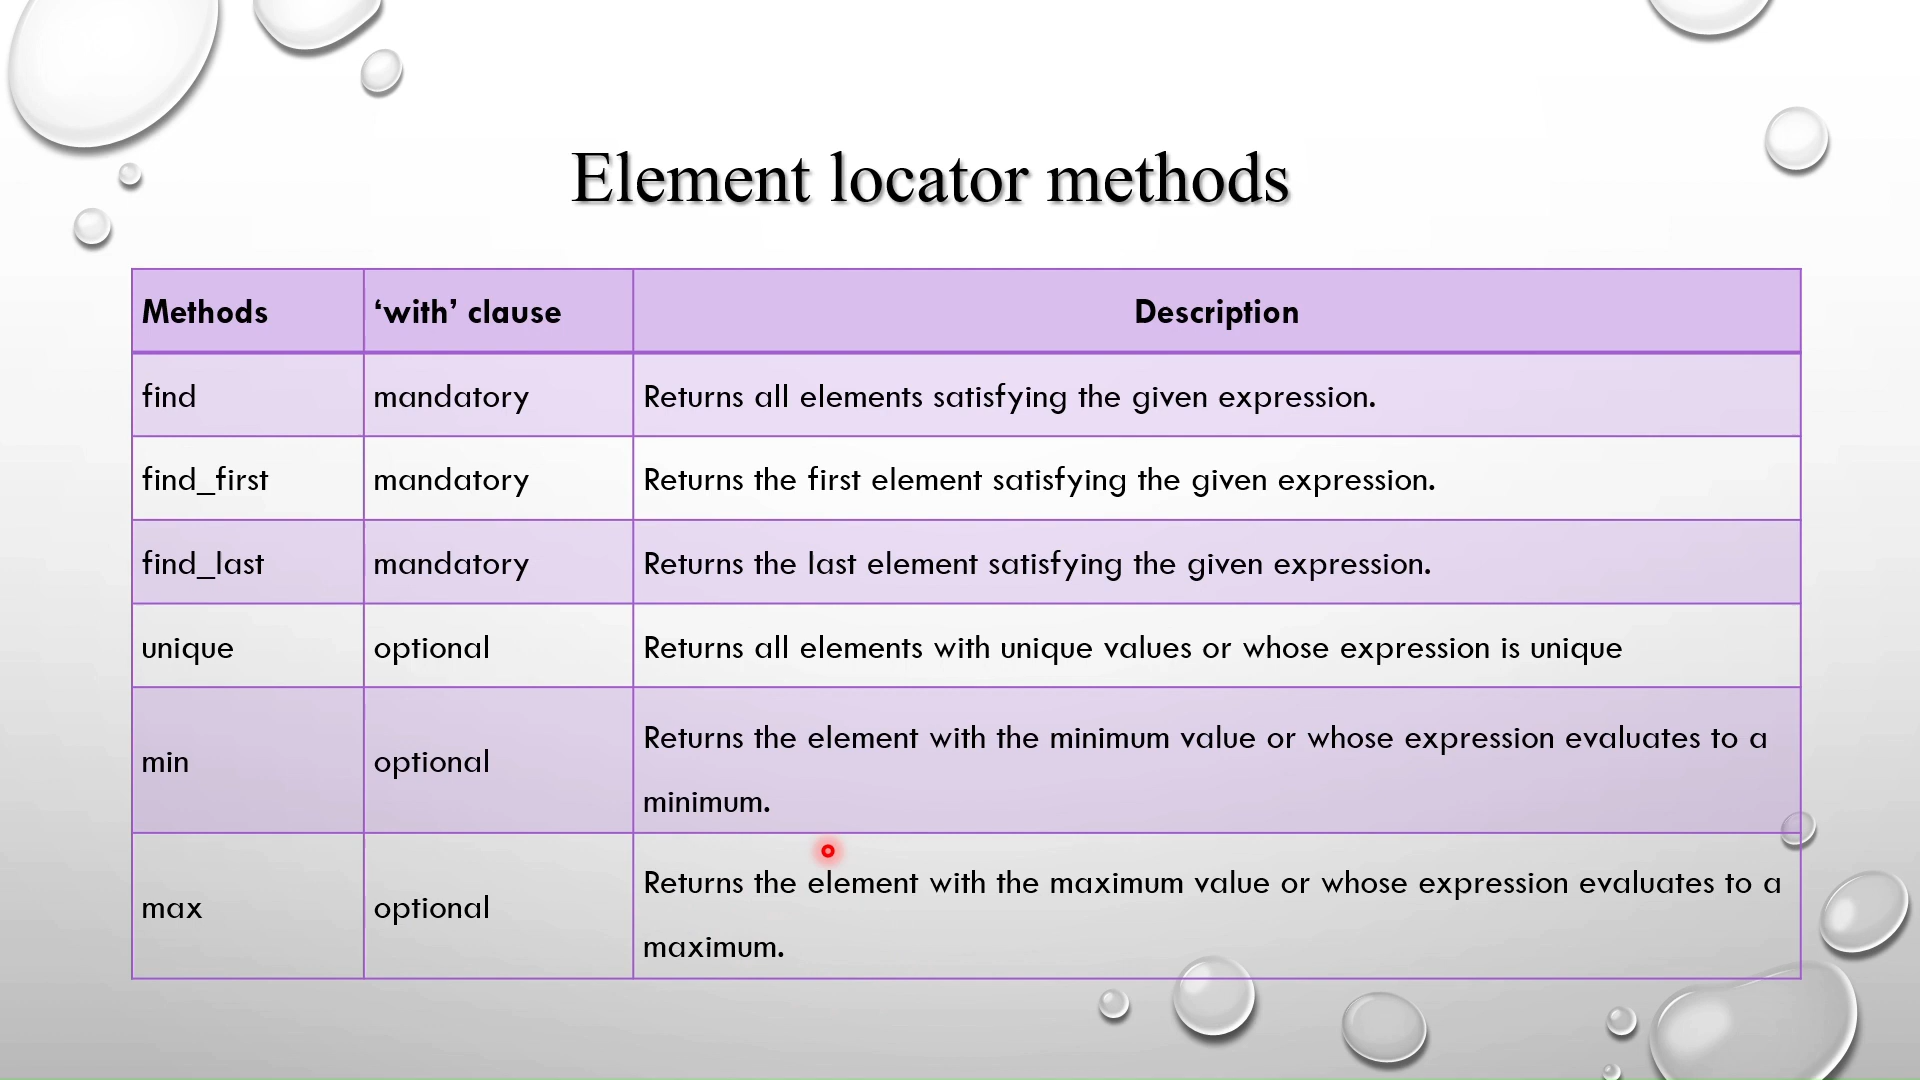 Element locator methods
Methods ‘with’ clause Description
find mandatory Returns all elements satisfying the given expression.
find_first mandatory Returns the first element satisfying the given expression.
find_last mandatory Returns the last element satisfying the given expression.
unique optional Returns all elements with unique values or whose expression is unique
min optional Returns the element with the minimum value or whose expression evaluates to a
minimum.
max optional Returns the element with the maximum value or whose expression evaluates to a
maximum.